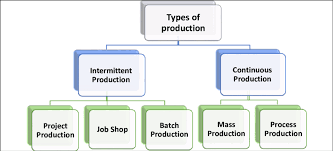 Types of
production
Intermittent
Production
Continuous
Production
Project
Production
Job Shop
Batch
Production
Mass
Production
Process
Production